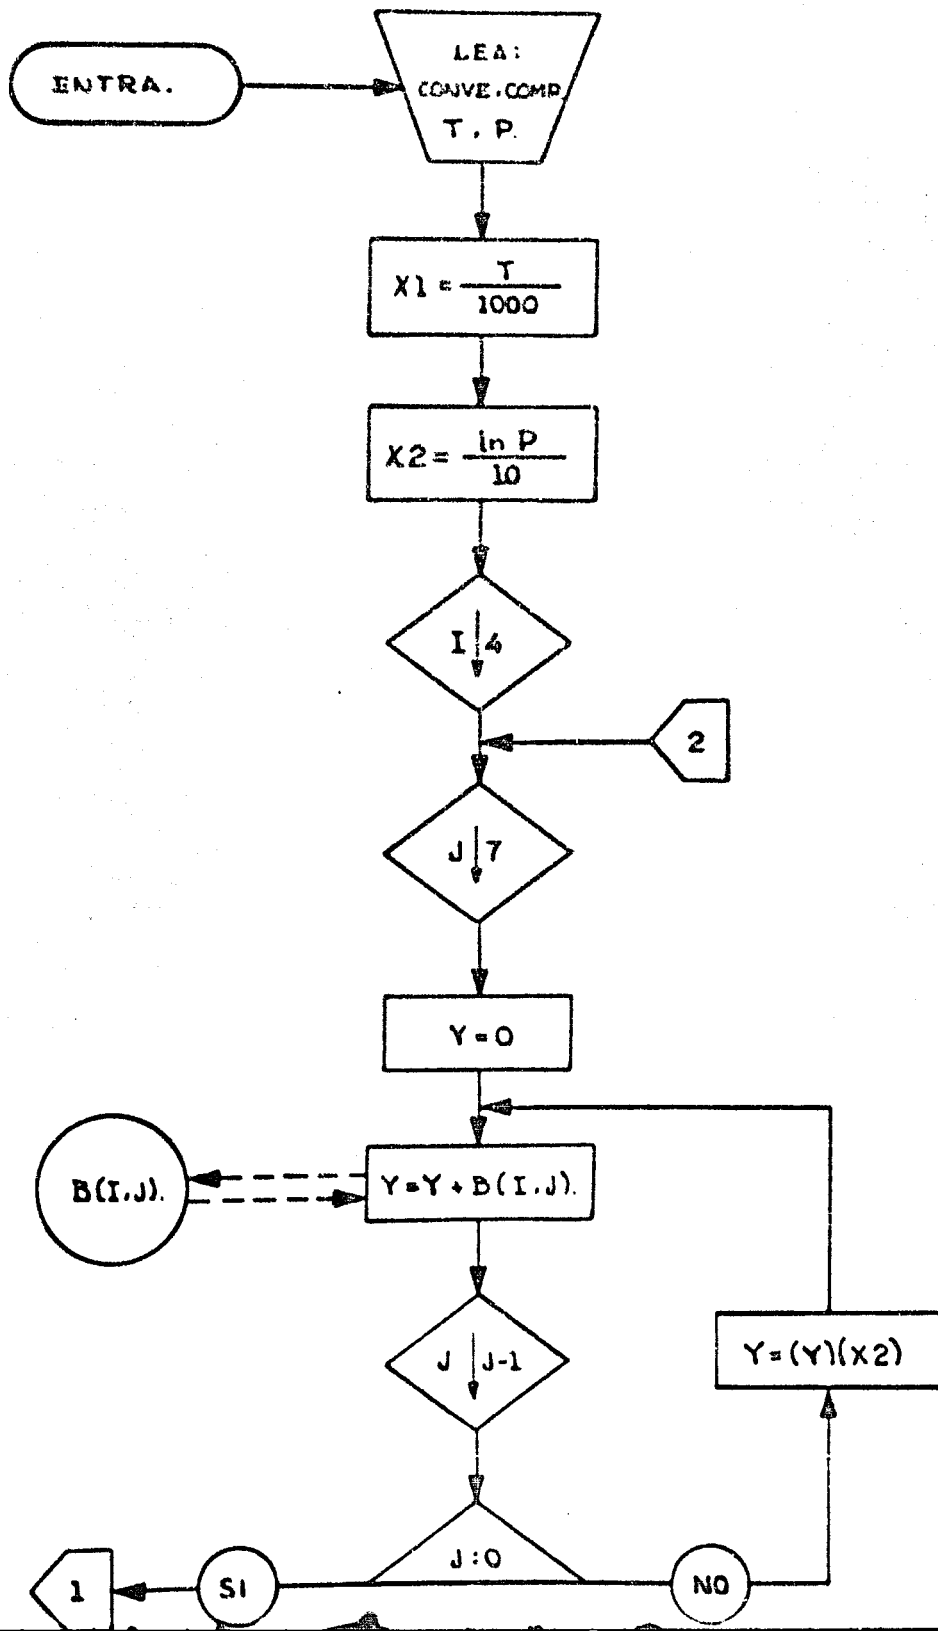 ENTRA.
LEA:
CONVE.COMP.
T. P.
X1 = T
1000
X2 = ln P
10
I 4
2
J 7
Y = 0
B(I,J).
Y = Y + B(I,J).
J J-1
Y = (Y)(X2)
J : 0
1
SI
NO